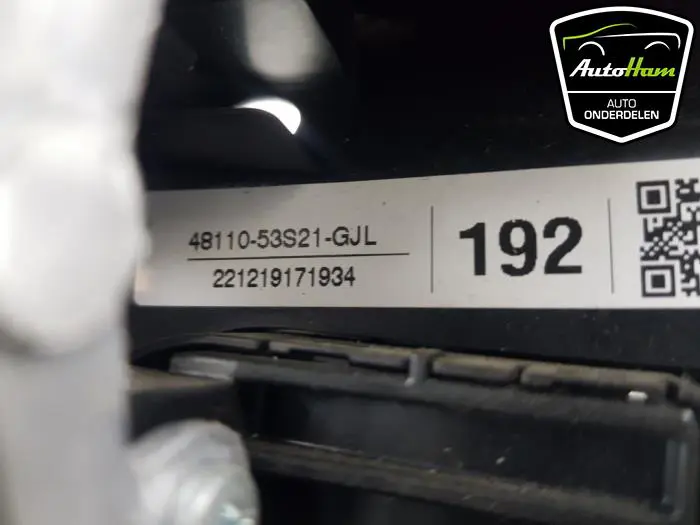 AutoHam
AUTO
ONDERDELEN
48110-53S21-GJL
221219171934
192